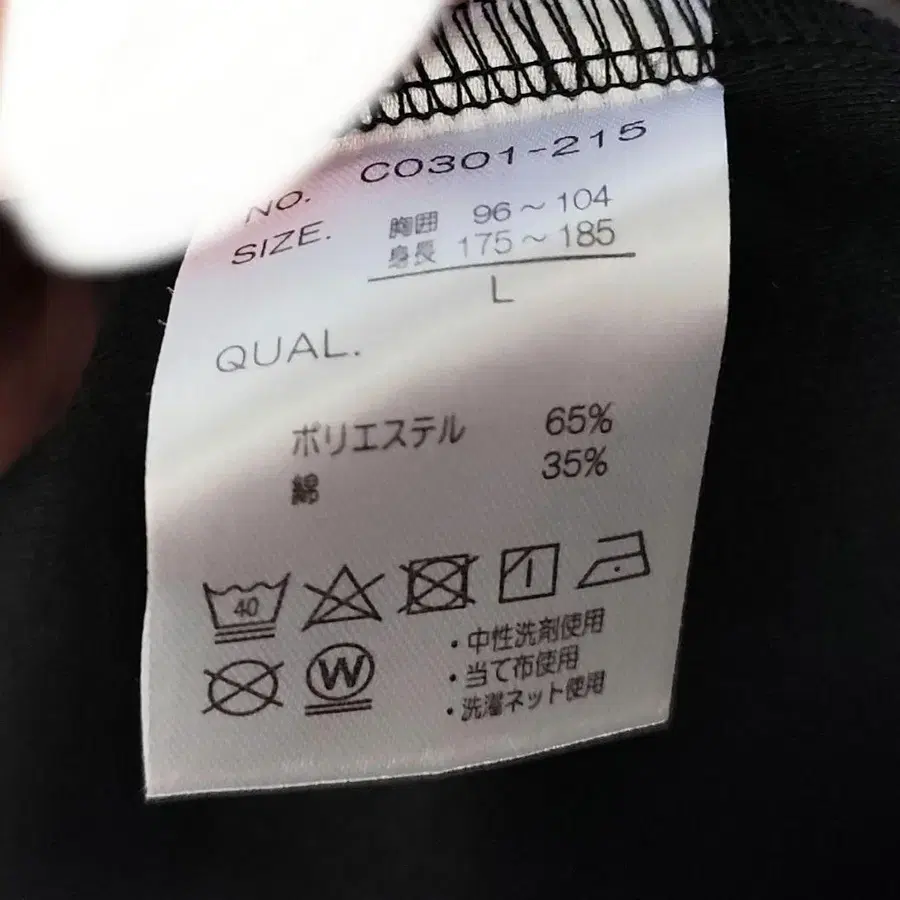 NO. CO301-215
SIZE. 胸囲 96～104
身長 175～185
L
QUAL.
ポリエステル 65%
綿 35%
40
W
・中性洗剤使用
・当て布使用
・洗濯ネット使用